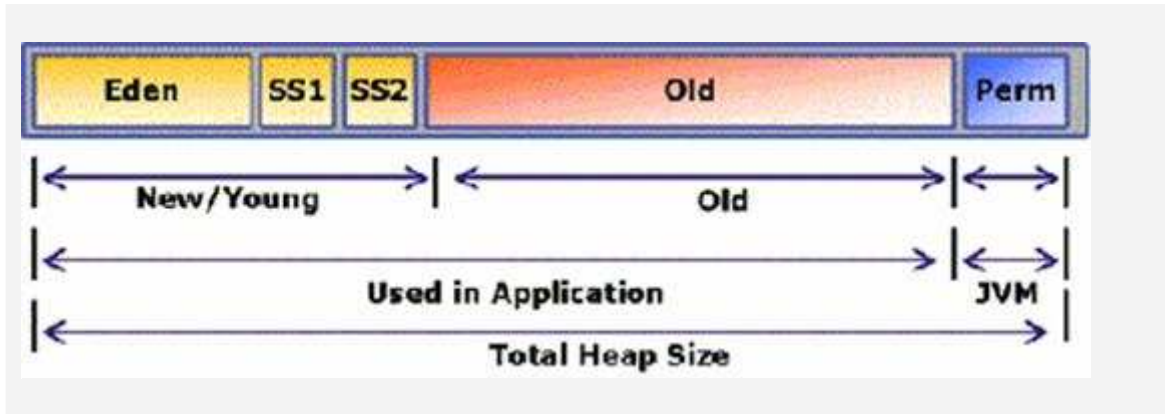 Eden SS1 SS2 Old Perm
New/Young Old
Used in Application JVM
Total Heap Size